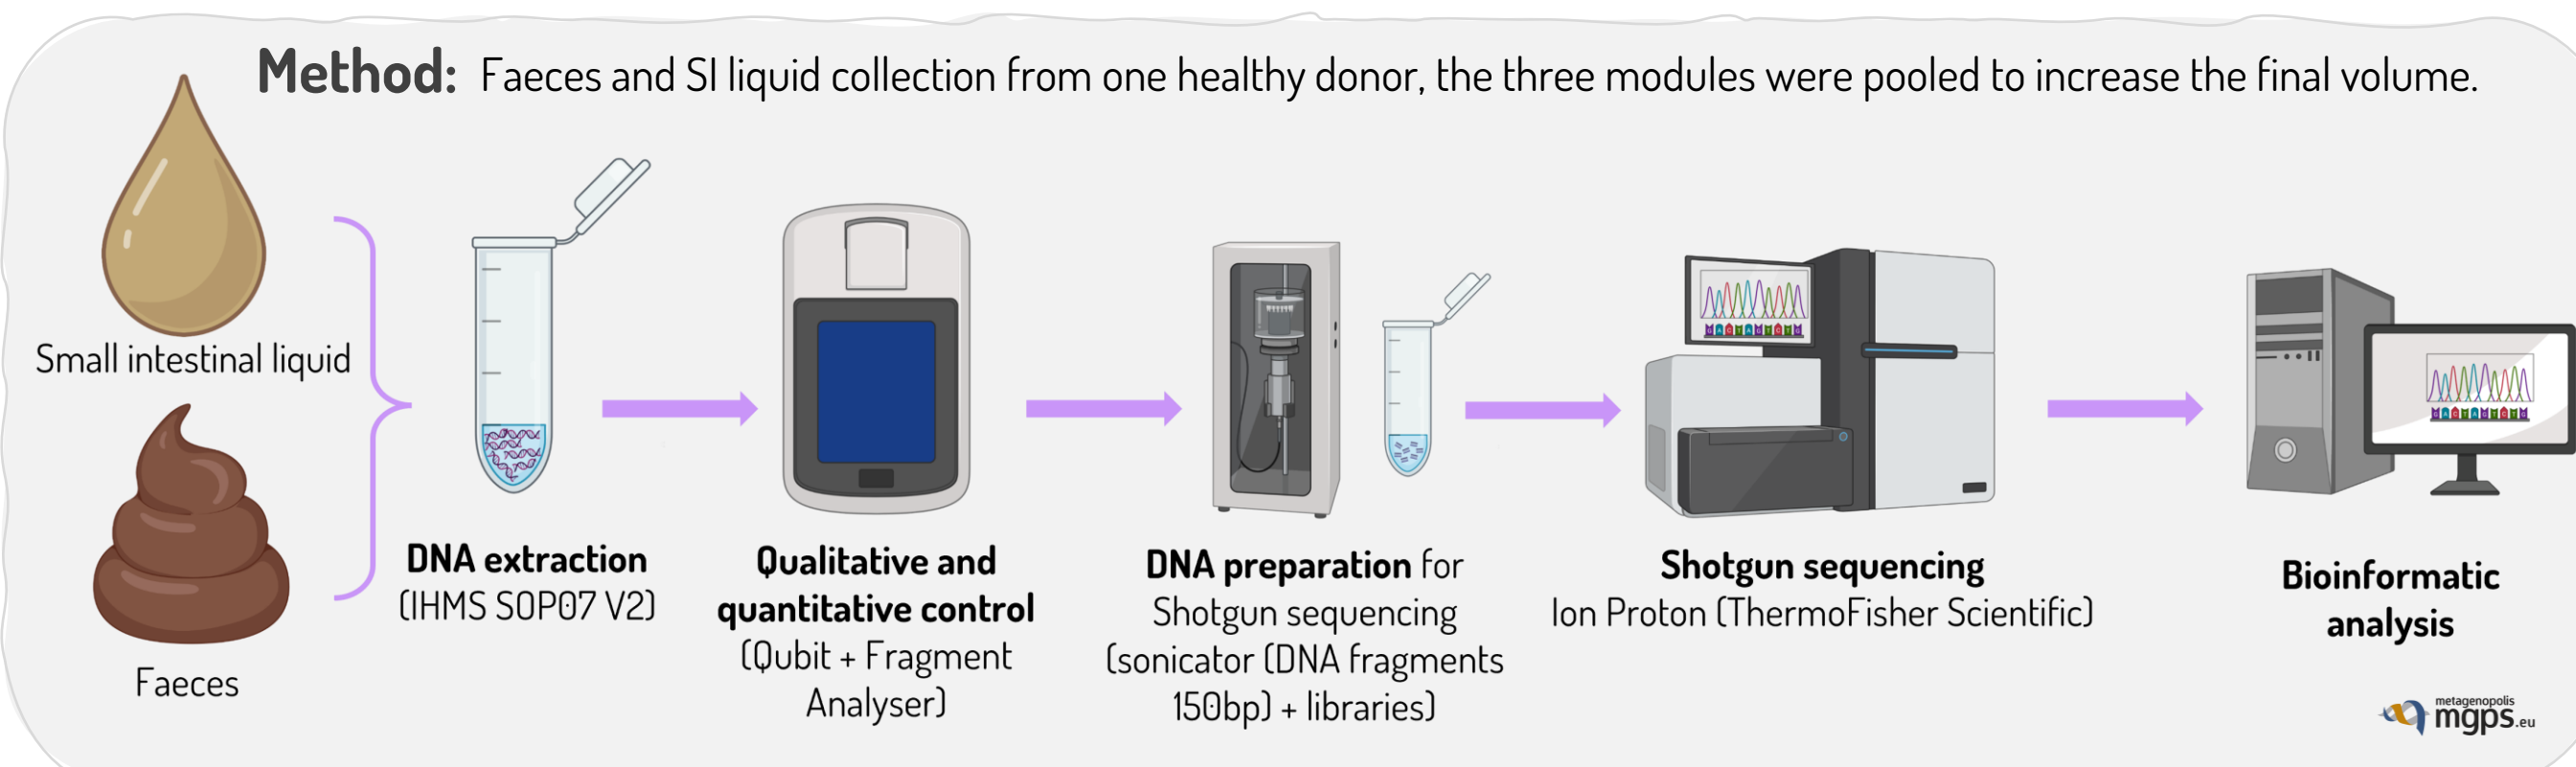 Method: Faeces and SI liquid collection from one healthy donor, the three modules were pooled to increase the final volume.
Small intestinal liquid
Faeces
DNA extraction
(IHMS SOP07 V2)
Qualitative and
quantitative control
(Qubit + Fragment
Analyser)
DNA preparation for
Shotgun sequencing
(sonicator (DNA fragments
150bp) + libraries)
Shotgun sequencing
Ion Proton (ThermoFisher Scientific)
Bioinformatic
analysis
metagenopolis
mgps.eu